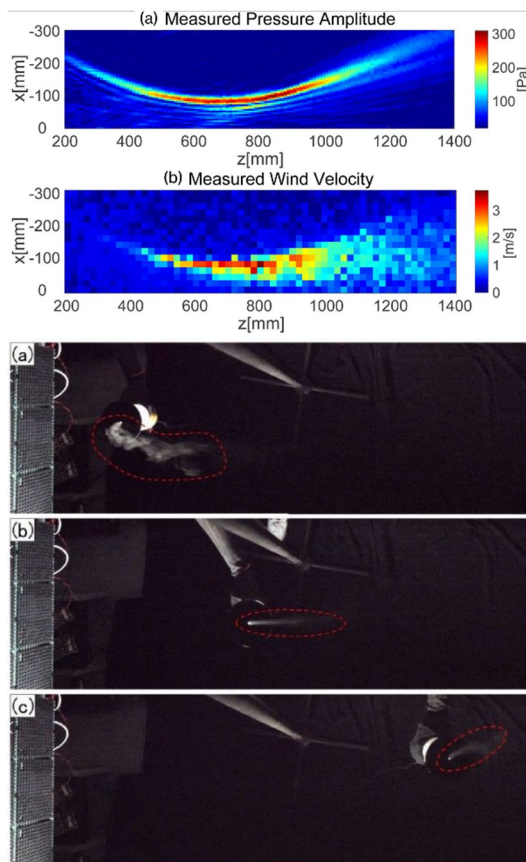 (a) Measured Pressure Amplitude
x[mm]
-300
-200
-100
0
200 400 600 800 1000 1200 1400
z[mm]
300
200
100
[Pa]
(b) Measured Wind Velocity
x[mm]
-300
-200
-100
0
200 400 600 800 1000 1200 1400
z[mm]
3
2
1
0
[m/s]
(a)
(b)
(c)